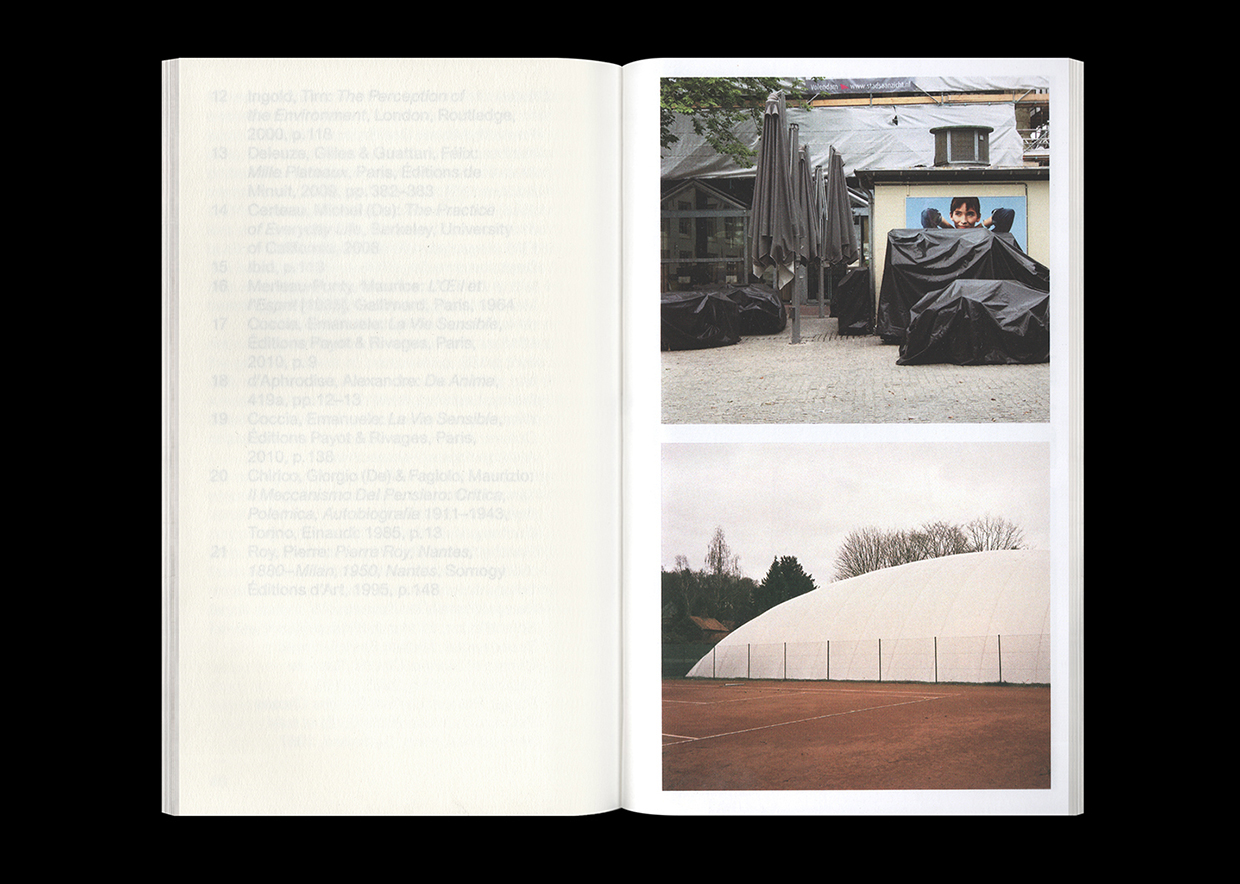 12 Ingold, Tim: The Perception of
the Environment, London, Routledge,
2000, p. 118
13 Deleuze, Gilles & Guattari, Félix:
Mille Plateaux, Paris, Éditions de
Minuit, 2009, pp. 382–383
14 Certeau, Michel (De): The Practice
of Everyday Life, Berkeley, University
of California, 2008
15 Ibid, p. 113
16 Merleau-Ponty, Maurice: L'Œil et
l'Esprit Gallimard, Paris, 1964
17 Coccia, Emanuele: La Vie Sensible,
Éditions Payot & Rivages, Paris,
2010, p. 9
18 d'Aphrodise, Alexandre: De Anima,
419a, pp. 12–13
19 Coccia, Emanuele: La Vie Sensible,
Éditions Payot & Rivages, Paris,
2010, p. 138
20 Chirico, Giorgio (De) & Fagiolo, Maurizio:
Il Meccanismo Del Pensiero: Critica,
Polemica, Autobiografia 1911–1943,
Torino, Einaudi: 1985, p. 13
21 Roy, Pierre: Pierre Roy, Nantes,
1880–Milan, 1950, Nantes, Somogy
Éditions d'Art, 1995, p. 148
Volendam www.stadsaanzicht.nl